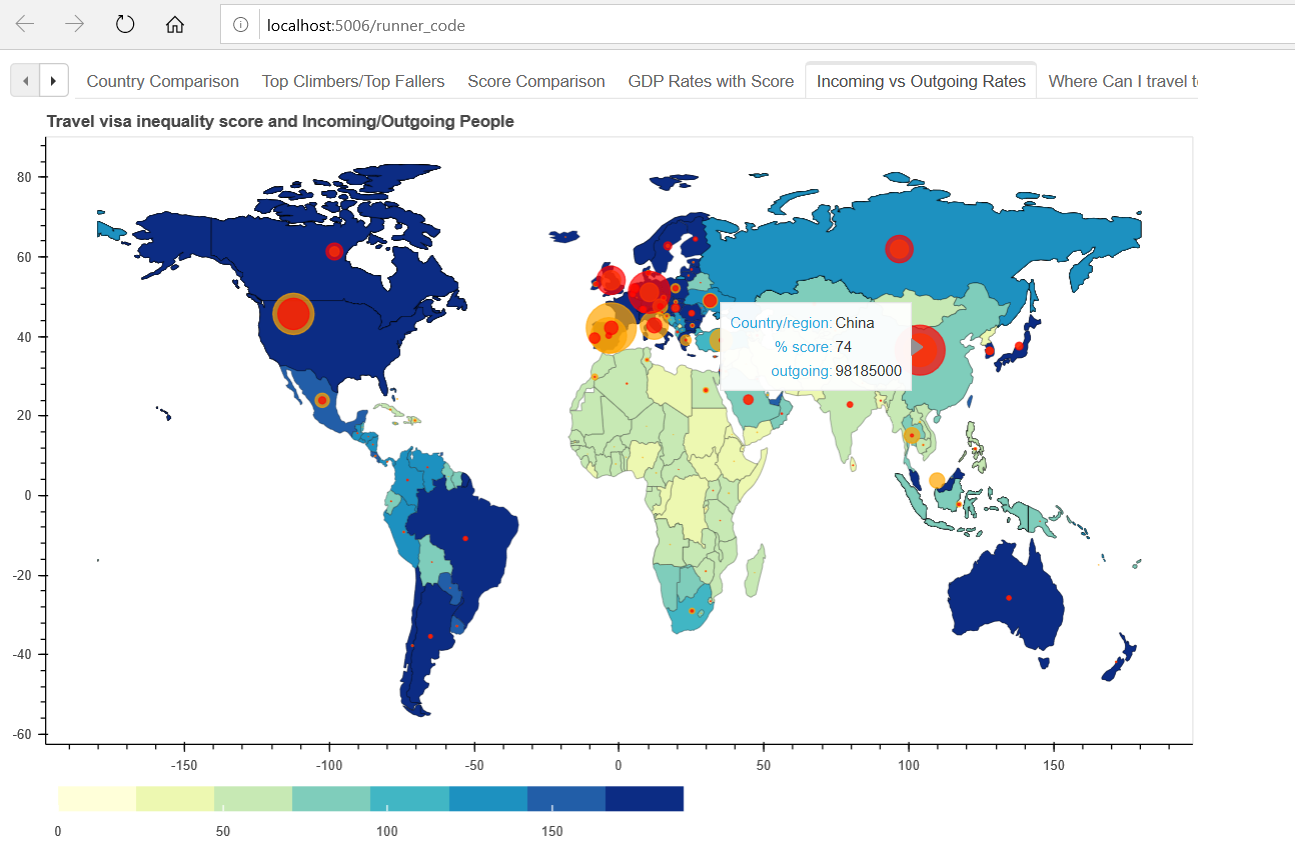 localhost:5006/runner_code
Country Comparison Top Climbers/Top Fallers Score Comparison GDP Rates with Score Incoming vs Outgoing Rates Where Can I travel t
Travel visa inequality score and Incoming/Outgoing People
80
60
40
20
0
-20
-40
-60
Country/region: China
% score: 74
outgoing: 98185000
-150 -100 -50 0 50 100 150
0 50 100 150